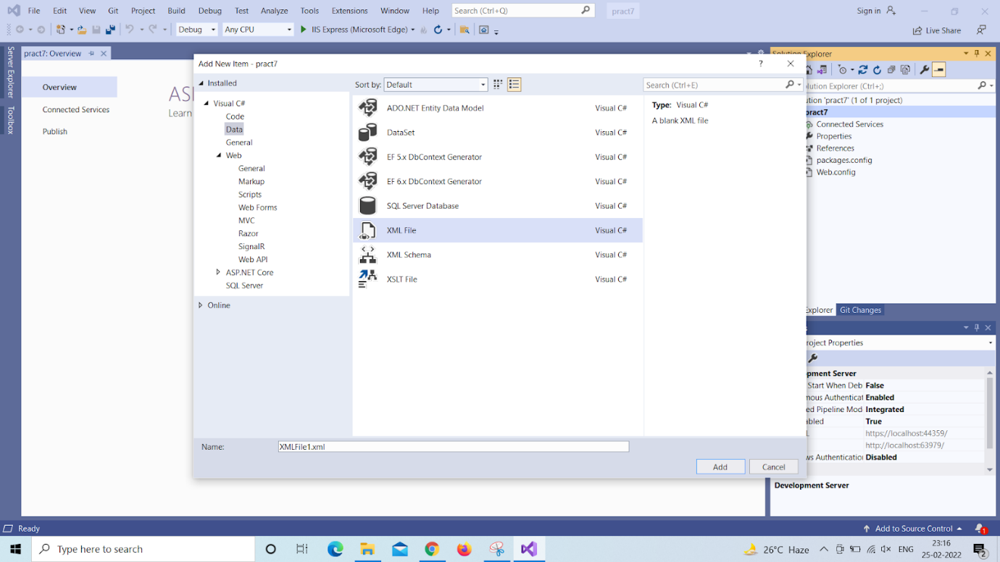 File Edit View Git Project Build Debug Test Analyze Tools Extensions Window Help Search (Ctrl+Q) pract7 Sign in
Debug Any CPU IIS Express (Microsoft Edge) Live Share
Server Explorer
Toolbox
pract7: Overview
Overview
Connected Services
Publish
AS
Learn
Add New Item - pract7 ?
Installed
Visual C#
Code
Data
General
Web
General
Markup
Scripts
Web Forms
MVC
Razor
SignalR
Web API
ASP.NET Core
SQL Server
Online
Sort by: Default
Search (Ctrl+E)
ADO.NET Entity Data Model Visual C#
DataSet Visual C#
EF 5.x DbContext Generator Visual C#
EF 6.x DbContext Generator Visual C#
SQL Server Database Visual C#
XML File Visual C#
XML Schema Visual C#
XSLT File Visual C#
Type: Visual C#
A blank XML file
Name: XMLFile1.xml
Add Cancel
Solution Explorer
olution Explorer (Ctrl+;)
ution 'pract7' (1 of 1 project)
pract7
Connected Services
Properties
References
packages.config
Web.config
Explorer Git Changes
roject Properties
opment Server
Start When Deb False
mous Authenticat Enabled
ed Pipeline Mod Integrated
abled True
L https://localhost:44359/
http://localhost:63979/
ws Authentication Disabled
Development Server
Ready Add to Source Control 1
Type here to search 26°C Haze ENG 23:16
25-02-2022 2